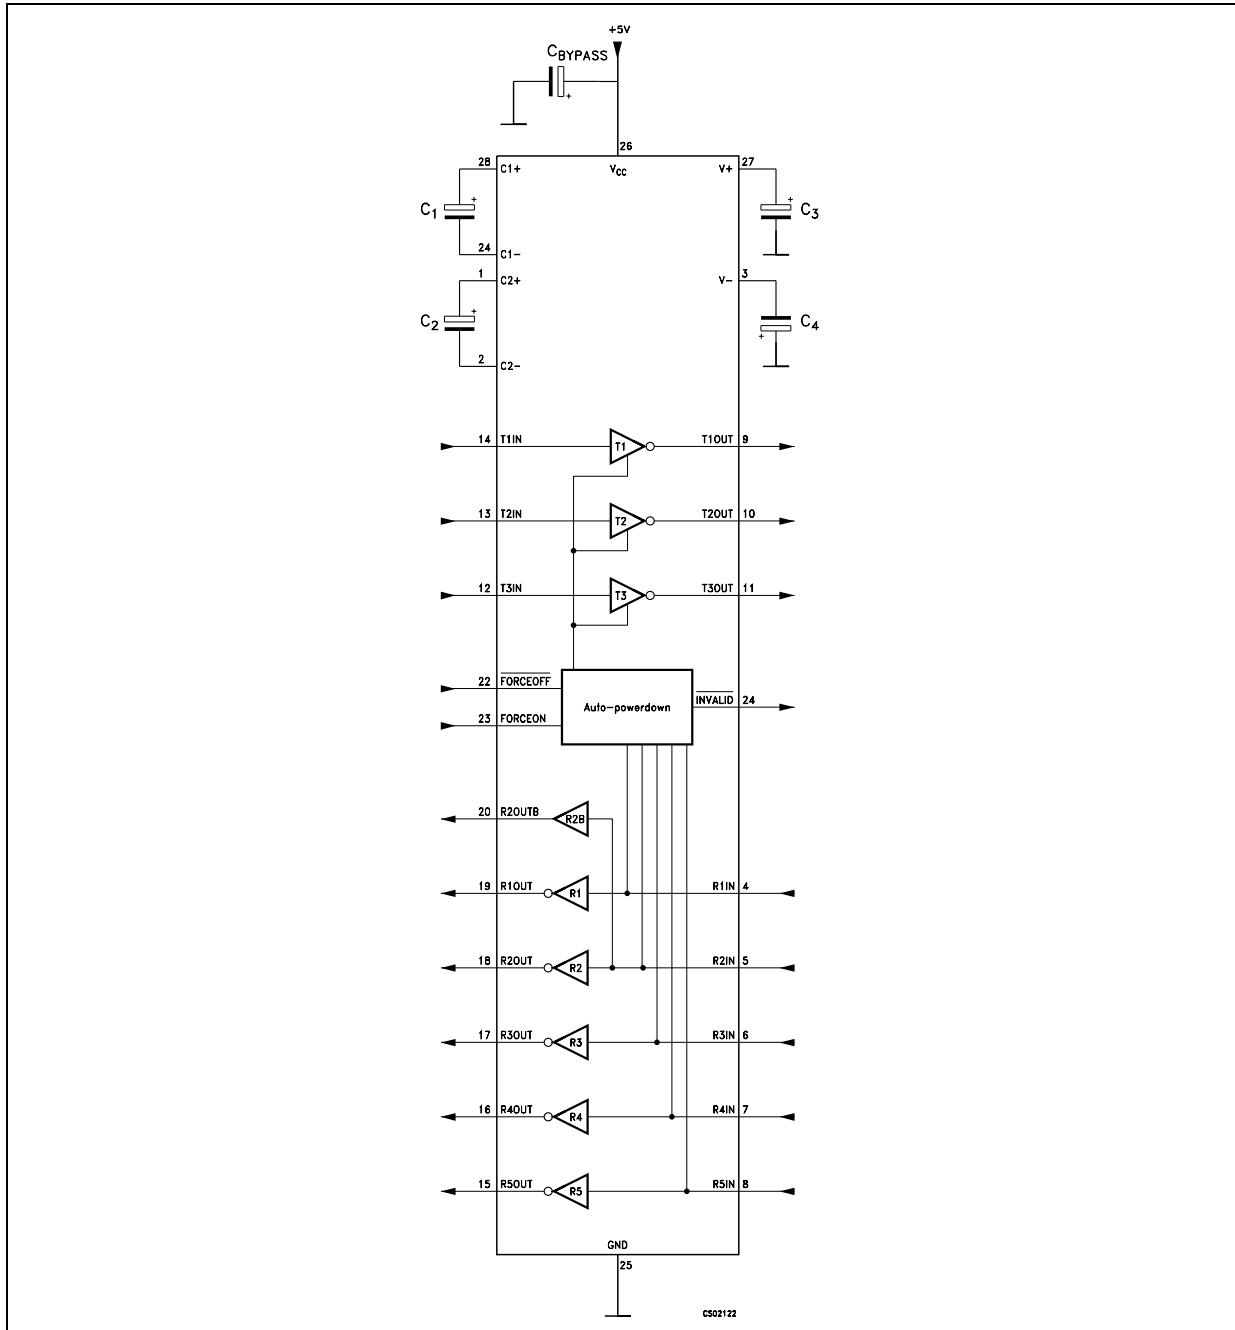 +5V
CBYPASS
+
26
28 C1+ VCC V+ 27
+ +
C1 C3
24 C1-
1 C2+ V- 3
+
C2 C4
+
2 C2-
14 T1IN T1 T1OUT 9
13 T2IN T2 T2OUT 10
12 T3IN T3 T3OUT 11
22 FORCEOFF
INVALID 24
Auto-powerdown
23 FORCEON
20 R2OUTB R2B
19 R1OUT R1 R1IN 4
18 R2OUT R2 R2IN 5
17 R3OUT R3 R3IN 6
16 R4OUT R4 R4IN 7
15 R5OUT R5 R5IN 8
GND
25
CS02122